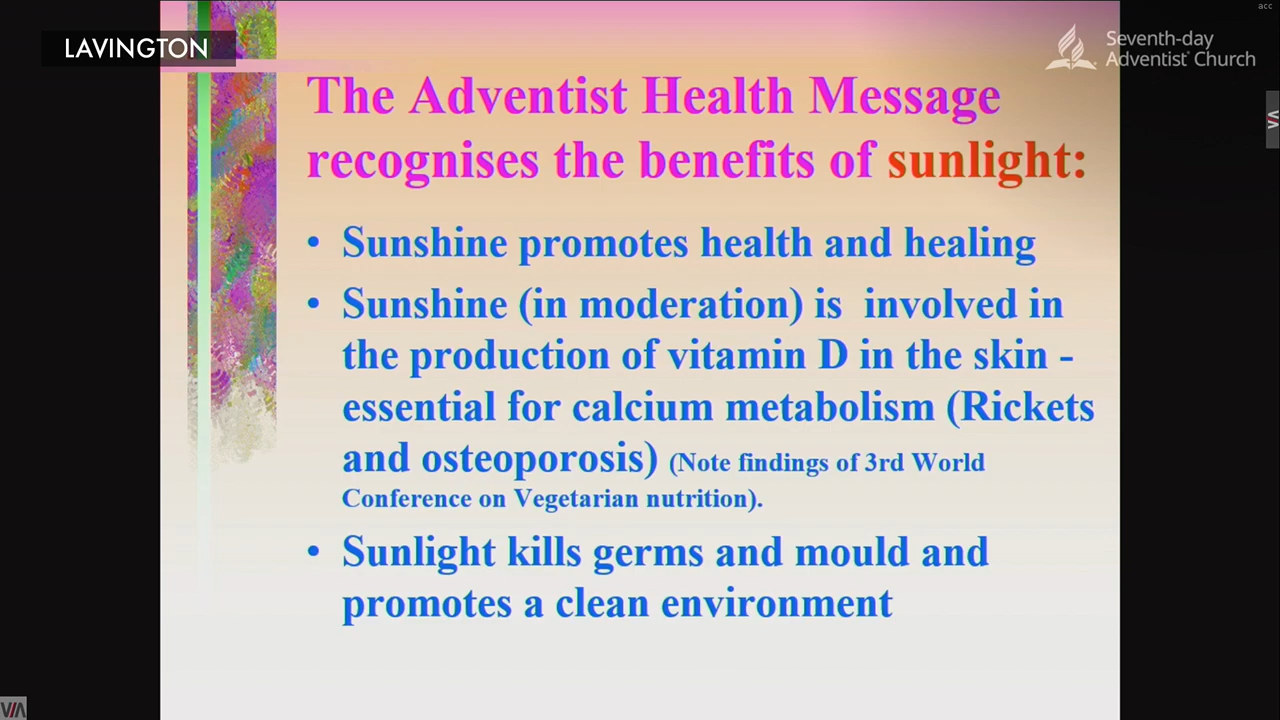 acc
LAVINGTON
Seventh-day
Adventist® Church
The Adventist Health Message
recognises the benefits of sunlight:
• Sunshine promotes health and healing
• Sunshine (in moderation) is involved in
the production of vitamin D in the skin -
essential for calcium metabolism (Rickets
and osteoporosis) (Note findings of 3rd World
Conference on Vegetarian nutrition).
• Sunlight kills germs and mould and
promotes a clean environment
VIA
VIA